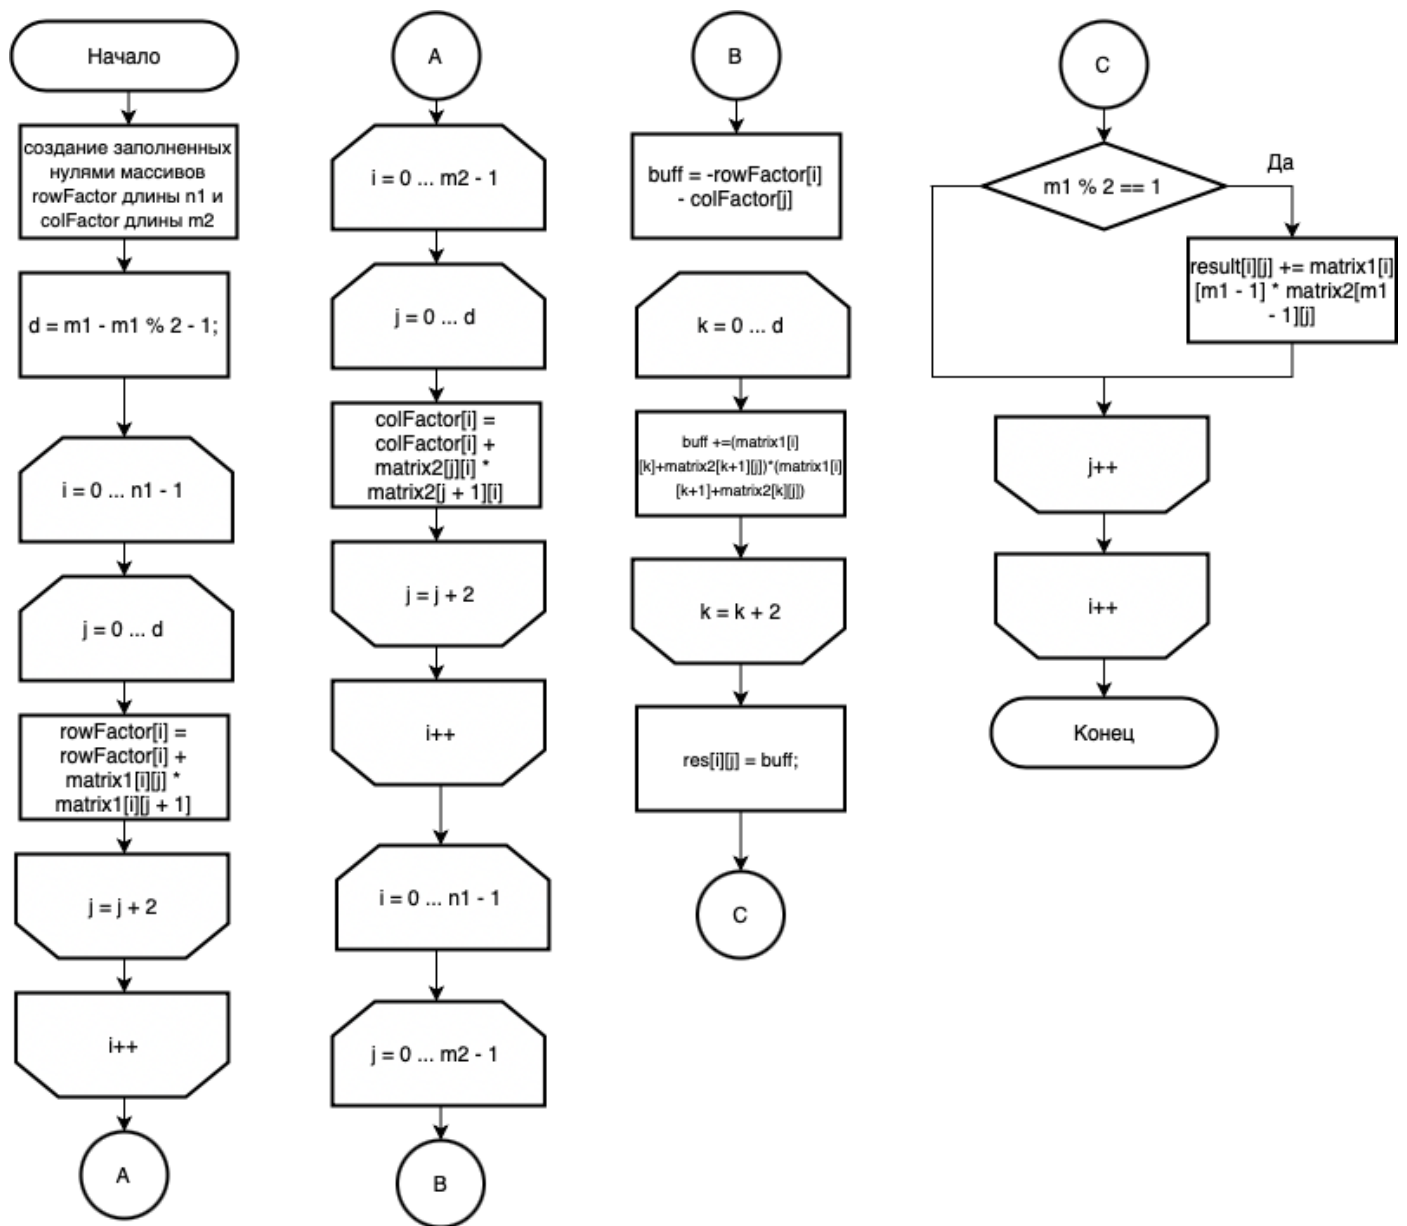 Начало
создание заполненных
нулями массивов
rowFactor длины n1 и
colFactor длины m2
d = m1 - m1 % 2 - 1;
i = 0 ... n1 - 1
j = 0 ... d
rowFactor[i] =
rowFactor[i] +
matrix1[i][j] *
matrix1[i][j + 1]
j = j + 2
i++
A
A
i = 0 ... m2 - 1
j = 0 ... d
colFactor[i] =
colFactor[i] +
matrix2[j][i] *
matrix2[j + 1][i]
j = j + 2
i++
i = 0 ... n1 - 1
j = 0 ... m2 - 1
B
B
buff = -rowFactor[i]
- colFactor[j]
k = 0 ... d
buff +=(matrix1[i]
[k]+matrix2[k+1][j])*(matrix1[i]
[k+1]+matrix2[k][j])
k = k + 2
res[i][j] = buff;
C
C
m1 % 2 == 1
Да
result[i][j] += matrix1[i]
[m1 - 1] * matrix2[m1
- 1][j]
j++
i++
Конец